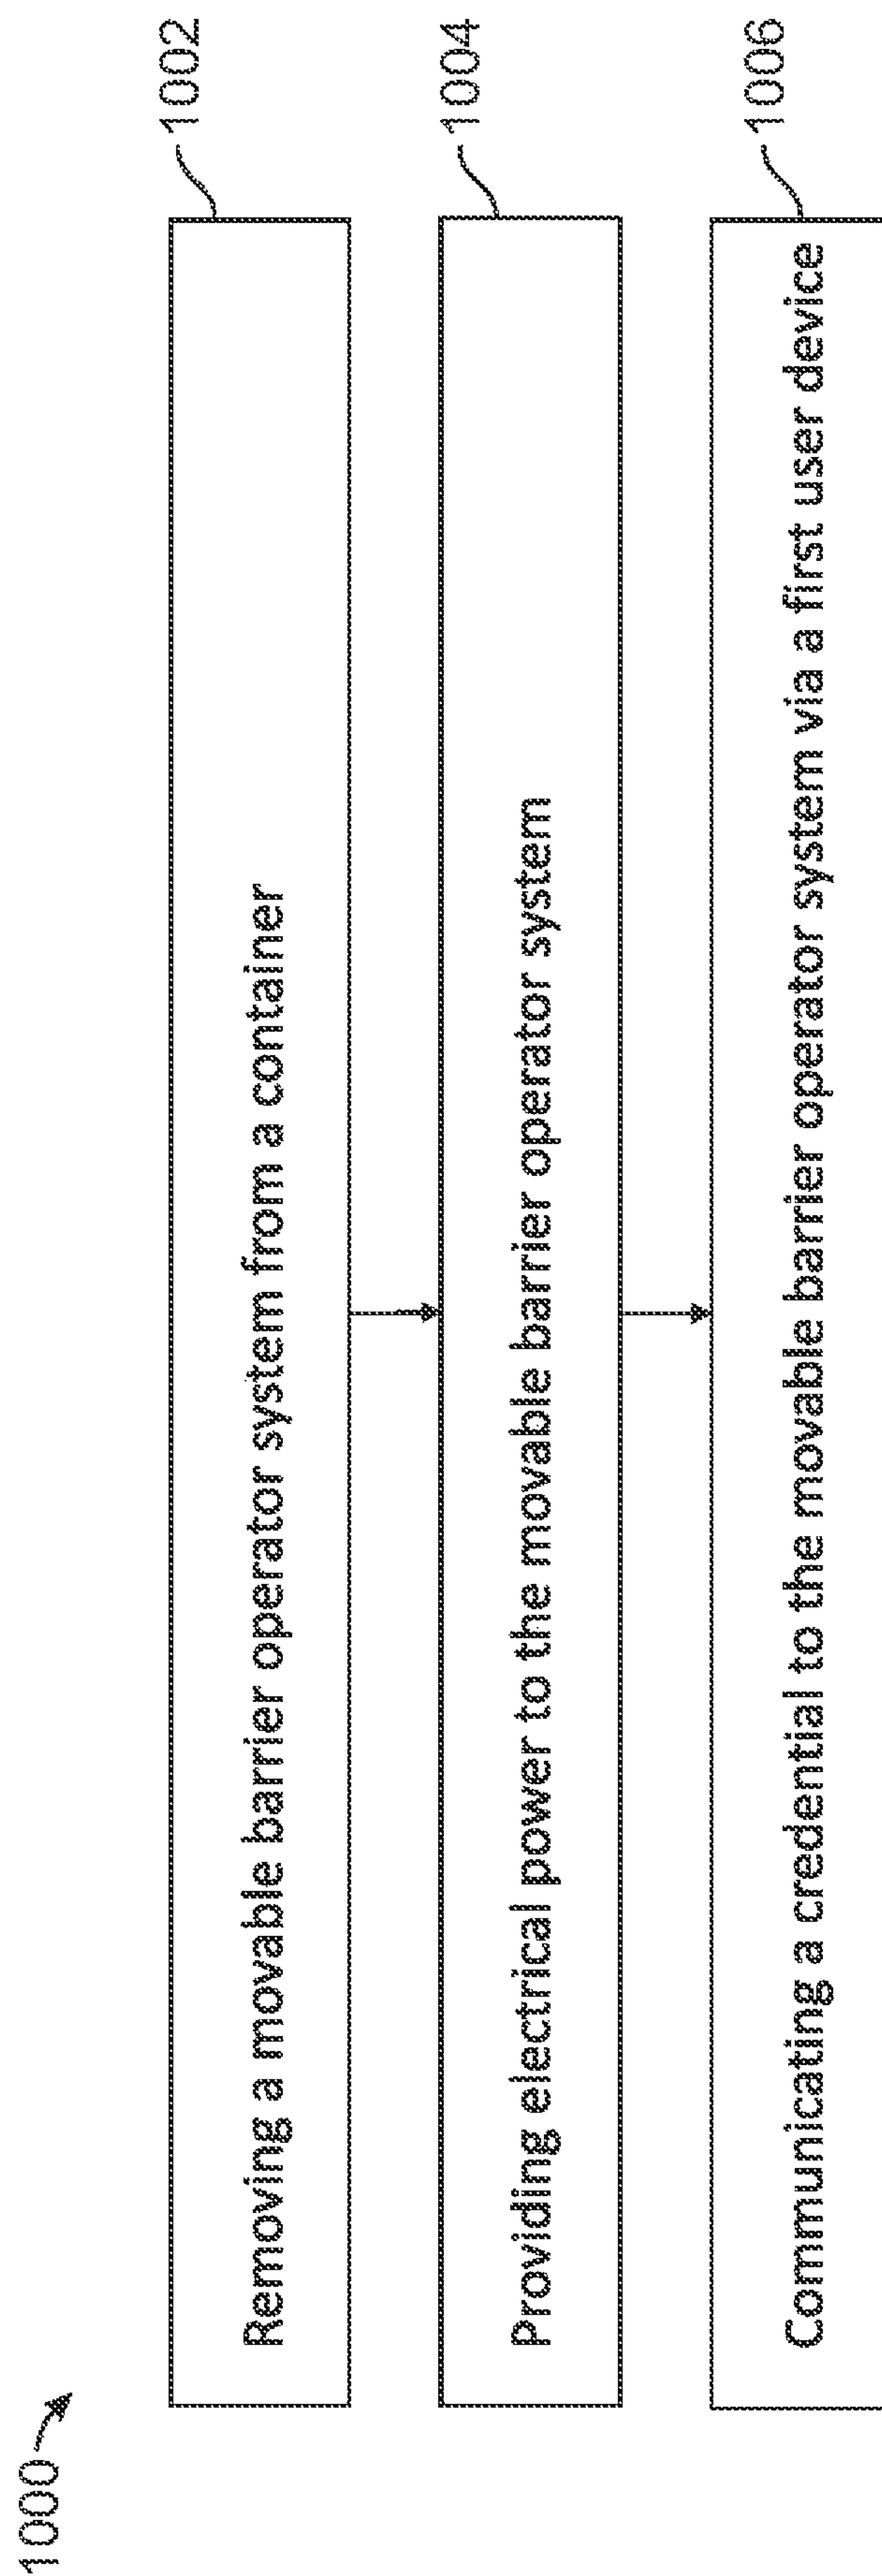 1000
Removing a movable barrier operator system from a container
1002
Providing electrical power to the movable barrier operator system
1004
Communicating a credential to the movable barrier operator system via a first user device
1006